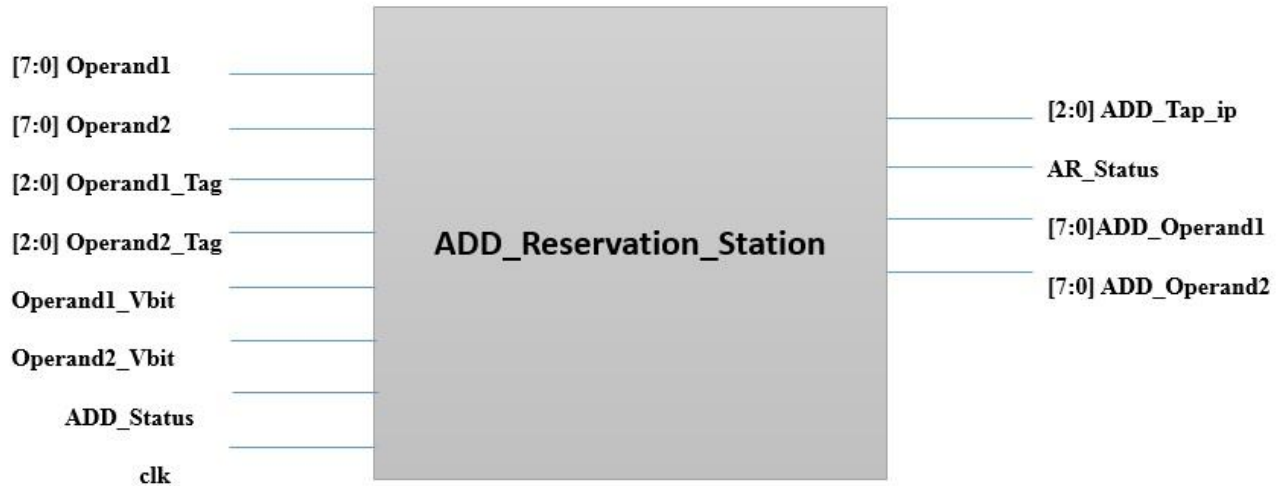 [7:0] Operand1
[7:0] Operand2
[2:0] Operand1_Tag
[2:0] Operand2_Tag
Operand1_Vbit
Operand2_Vbit
ADD_Status
clk
ADD_Reservation_Station
[2:0] ADD_Tap_ip
AR_Status
[7:0]ADD_Operand1
[7:0] ADD_Operand2